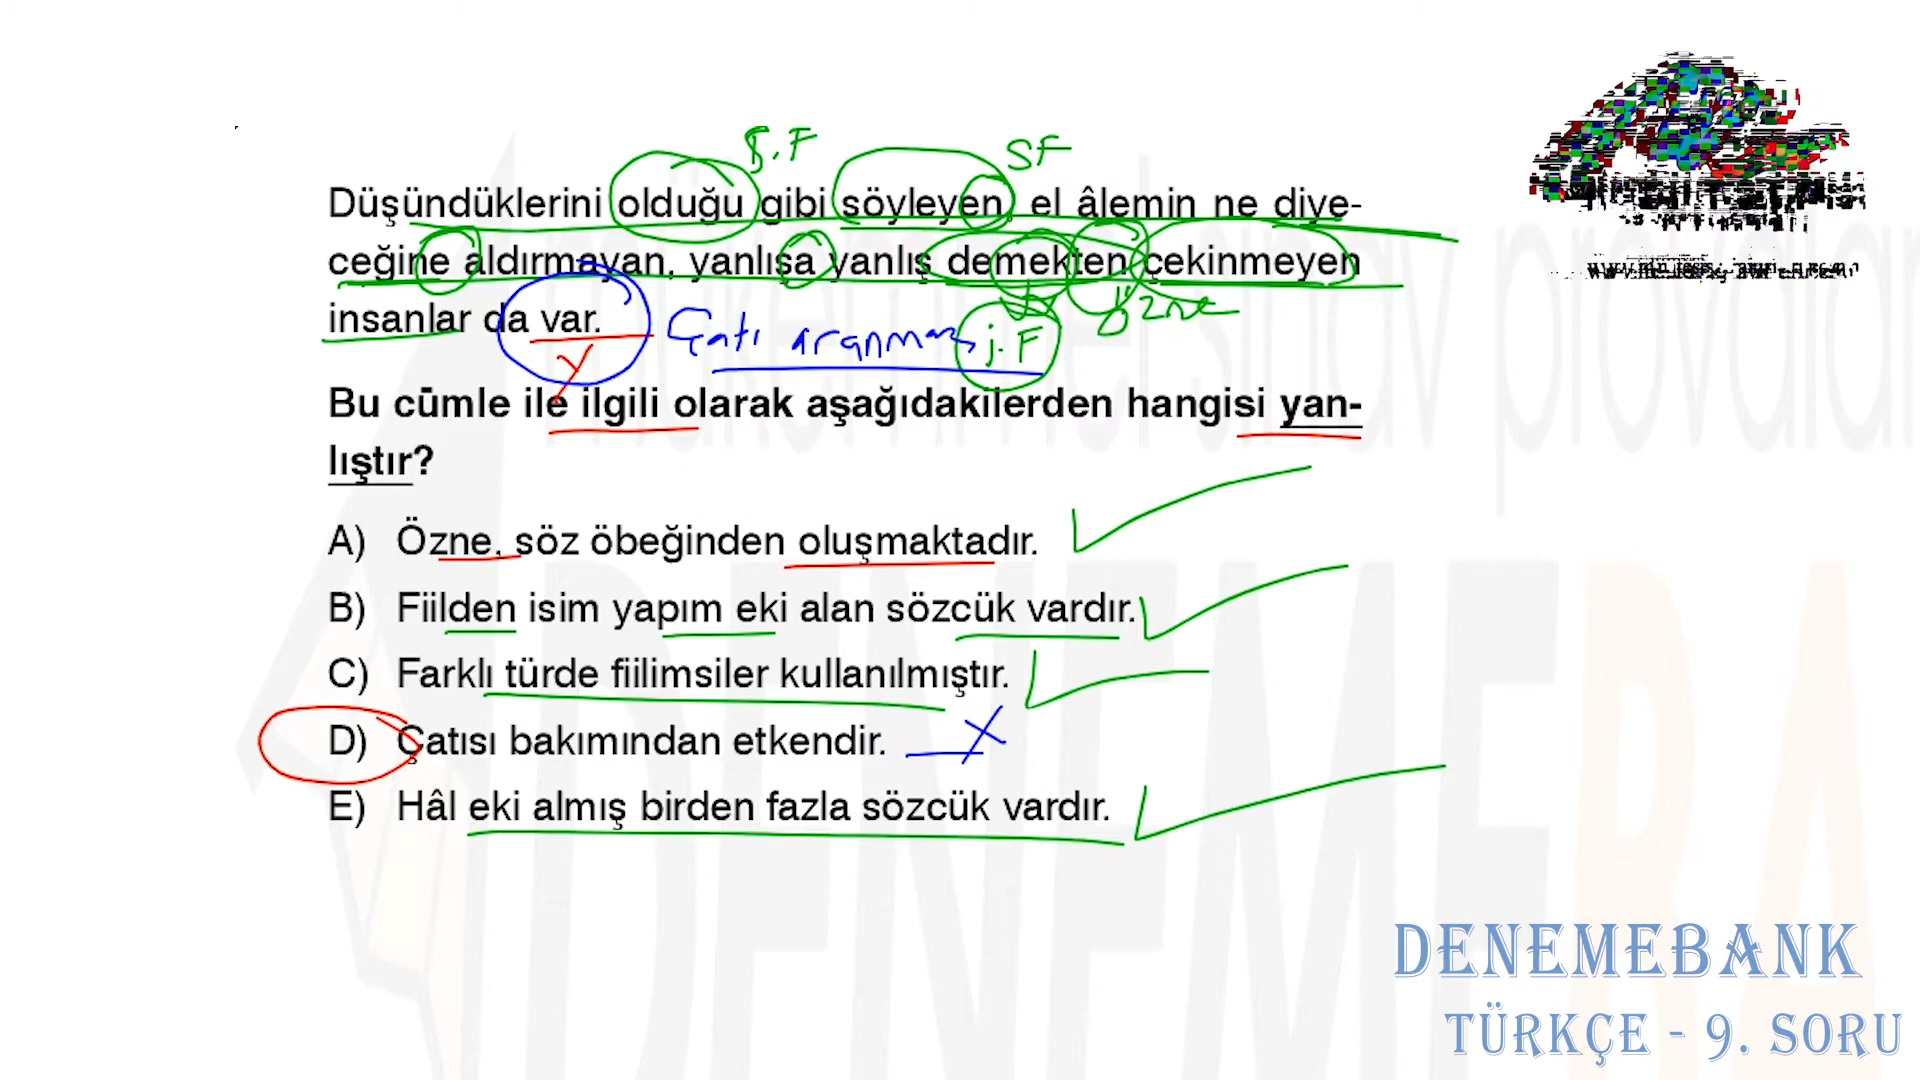 Ş.F
SF
Düşündüklerini olduğu gibi söyleyen, el âlemin ne diye-
ceğine aldırmayan, yanlışa yanlış demekten çekinmeyen
insanlar da var.
Çatı aranmaz
İ.F
Özne
Y
Bu cümle ile ilgili olarak aşağıdakilerden hangisi yan-
lıştır?
A) Özne, söz öbeğinden oluşmaktadır.
B) Fiilden isim yapım eki alan sözcük vardır.
C) Farklı türde fiilimsiler kullanılmıştır.
D) Çatısı bakımından etkendir.
E) Hâl eki almış birden fazla sözcük vardır.
DENEMEBANK
TÜRKÇE - 9. SORU